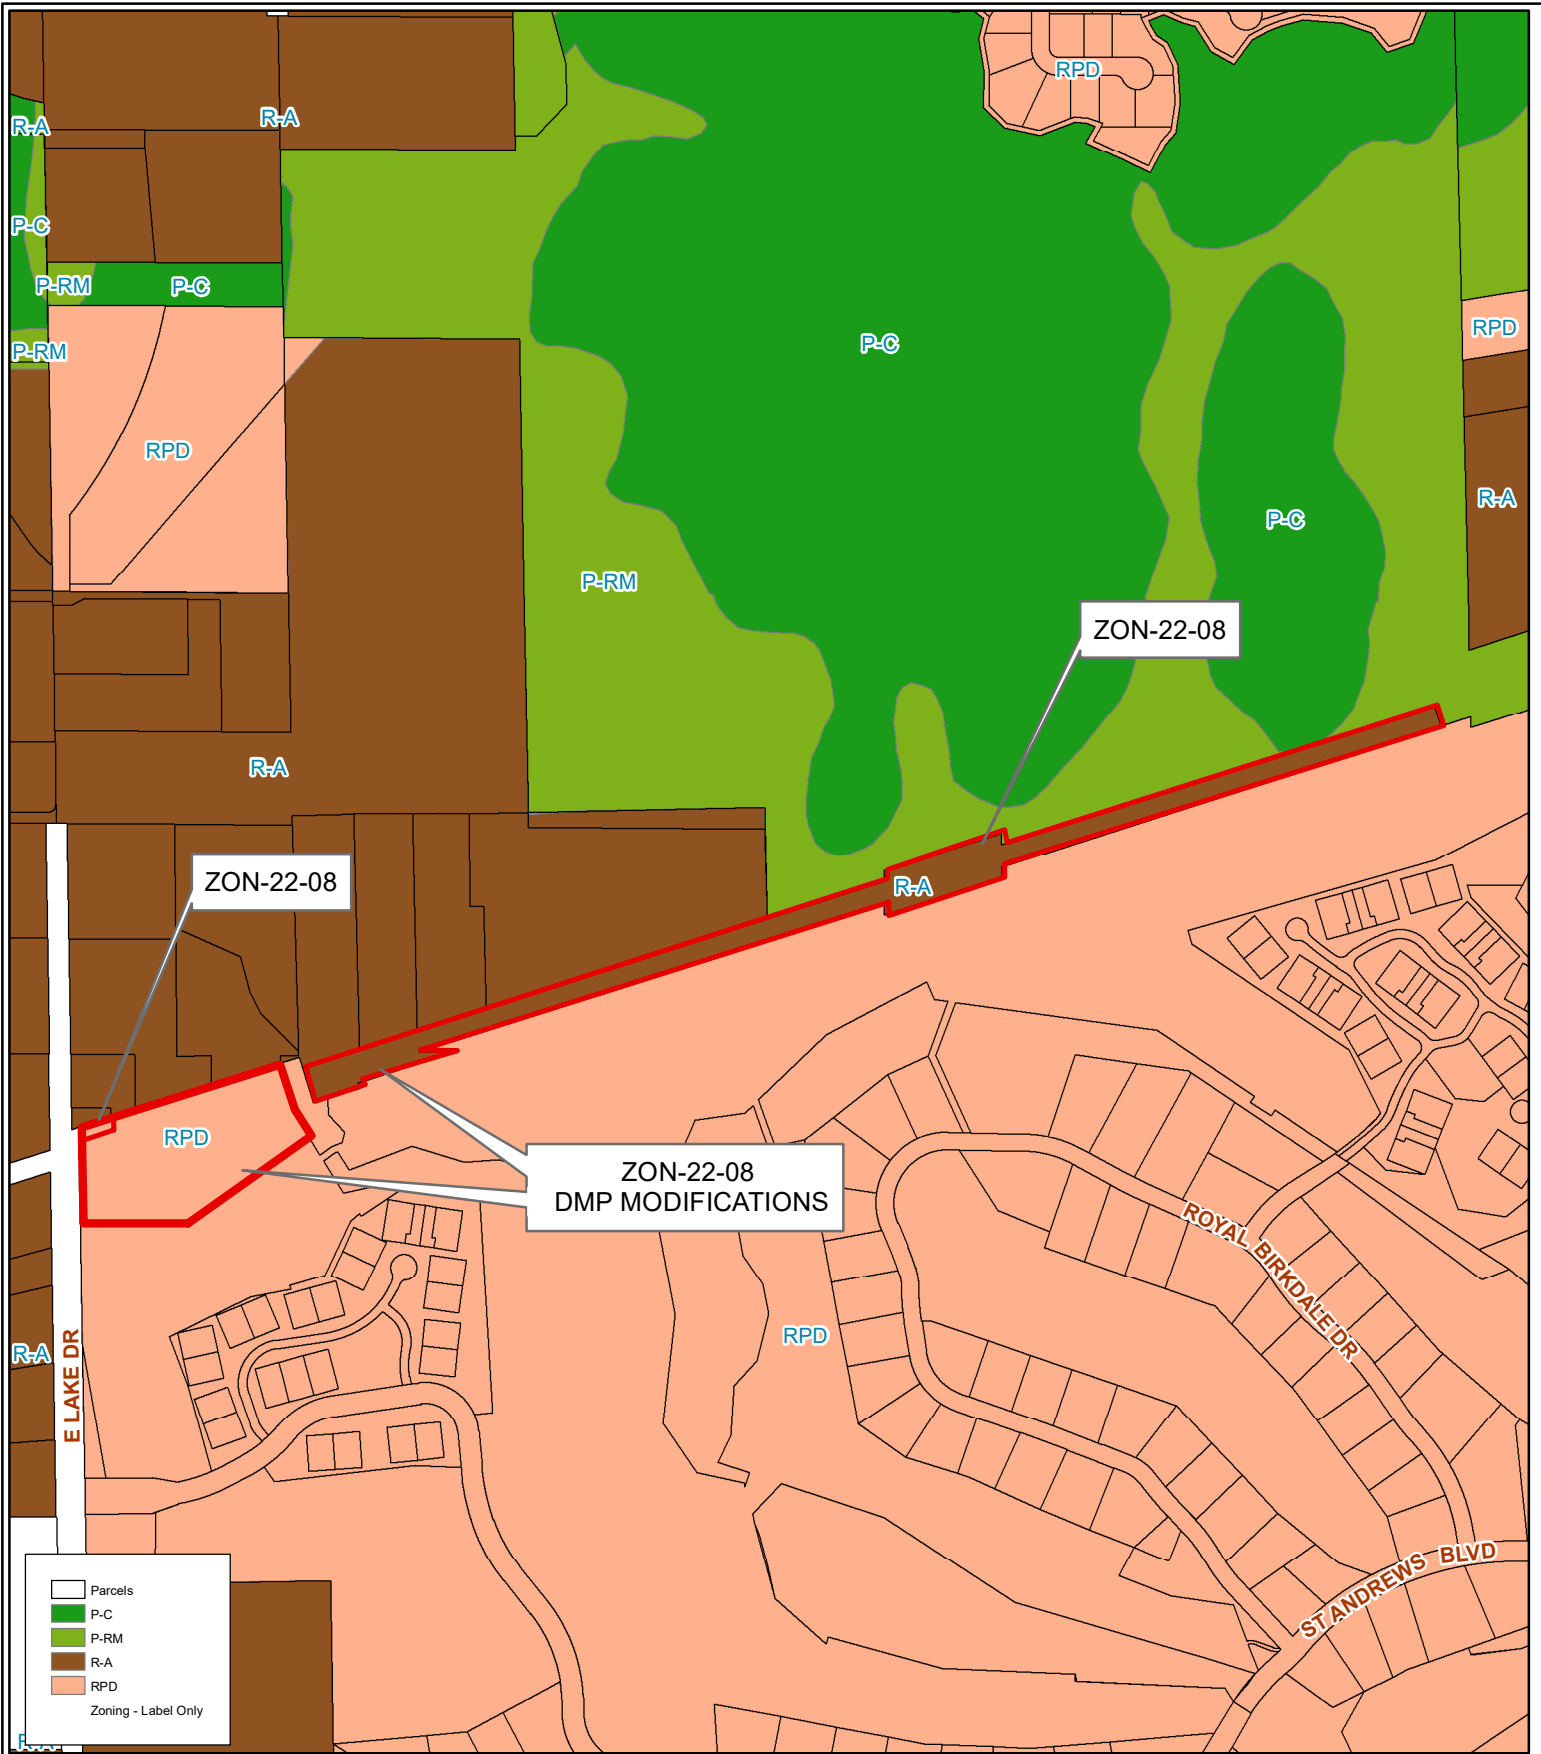 RPD
R-A
R-A
P-C
P-RM
P-C
RPD
P-C
P-RM
RPD
R-A
P-C
P-RM
ZON-22-08
R-A
ZON-22-08
R-A
RPD
ZON-22-08
DMP MODIFICATIONS
ROYAL BIRKDALE DR
RPD
R-A
E LAKE DR
ST ANDREWS BLVD
Parcels
P-C
P-RM
R-A
RPD
Zoning - Label Only
R-A